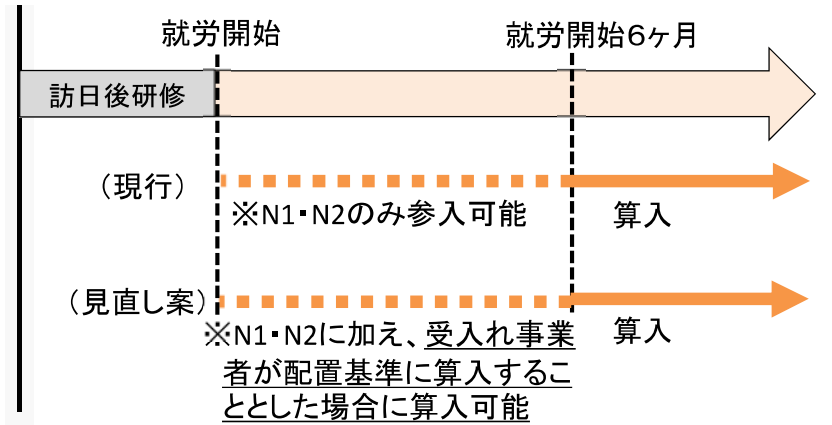 就労開始
就労開始6ヶ月
訪日後研修
（現行）
※N1・N2のみ参入可能
算入
（見直し案）
※N1・N2に加え、受入れ事業
者が配置基準に算入するこ
ととした場合に算入可能
算入